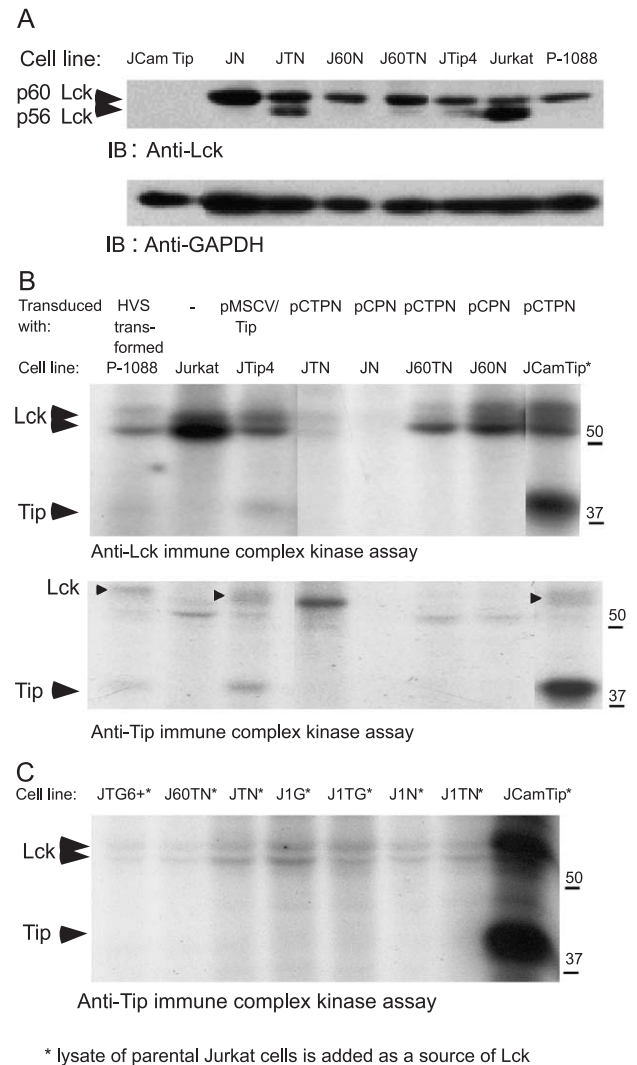 A
Cell line: JCam Tip JN JTN J60N J60TN JTip4 Jurkat P-1088
p60 Lck
p56 Lck
IB : Anti-Lck
IB : Anti-GAPDH
B
Transduced with: HVS trans- formed - pMSCV/ Tip pCTPN pCPN pCTPN pCPN pCTPN
Cell line: P-1088 Jurkat JTip4 JTN JN J60TN J60N JCamTip*
Lck
50
Tip
37
Anti-Lck immune complex kinase assay
Lck
50
Tip
37
Anti-Tip immune complex kinase assay
C
Cell line: JTG6+* J60TN* JTN* J1G* J1TG* J1N* J1TN* JCamTip*
Lck
50
Tip
37
Anti-Tip immune complex kinase assay
* lysate of parental Jurkat cells is added as a source of Lck